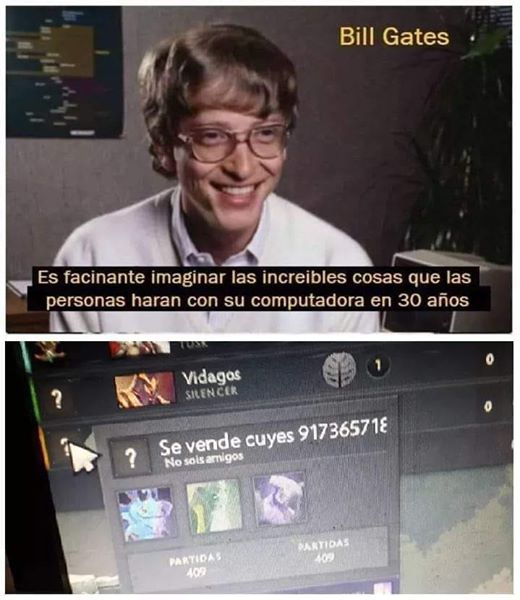 Bill Gates
Es facinante imaginar las increibles cosas que las
personas haran con su computadora en 30 años
TUSK
Vidagos
SILENCER
1
0
?
0
?
? Se vende cuyes 917365718
No sois amigos
PARTIDAS
409
PARTIDAS
409